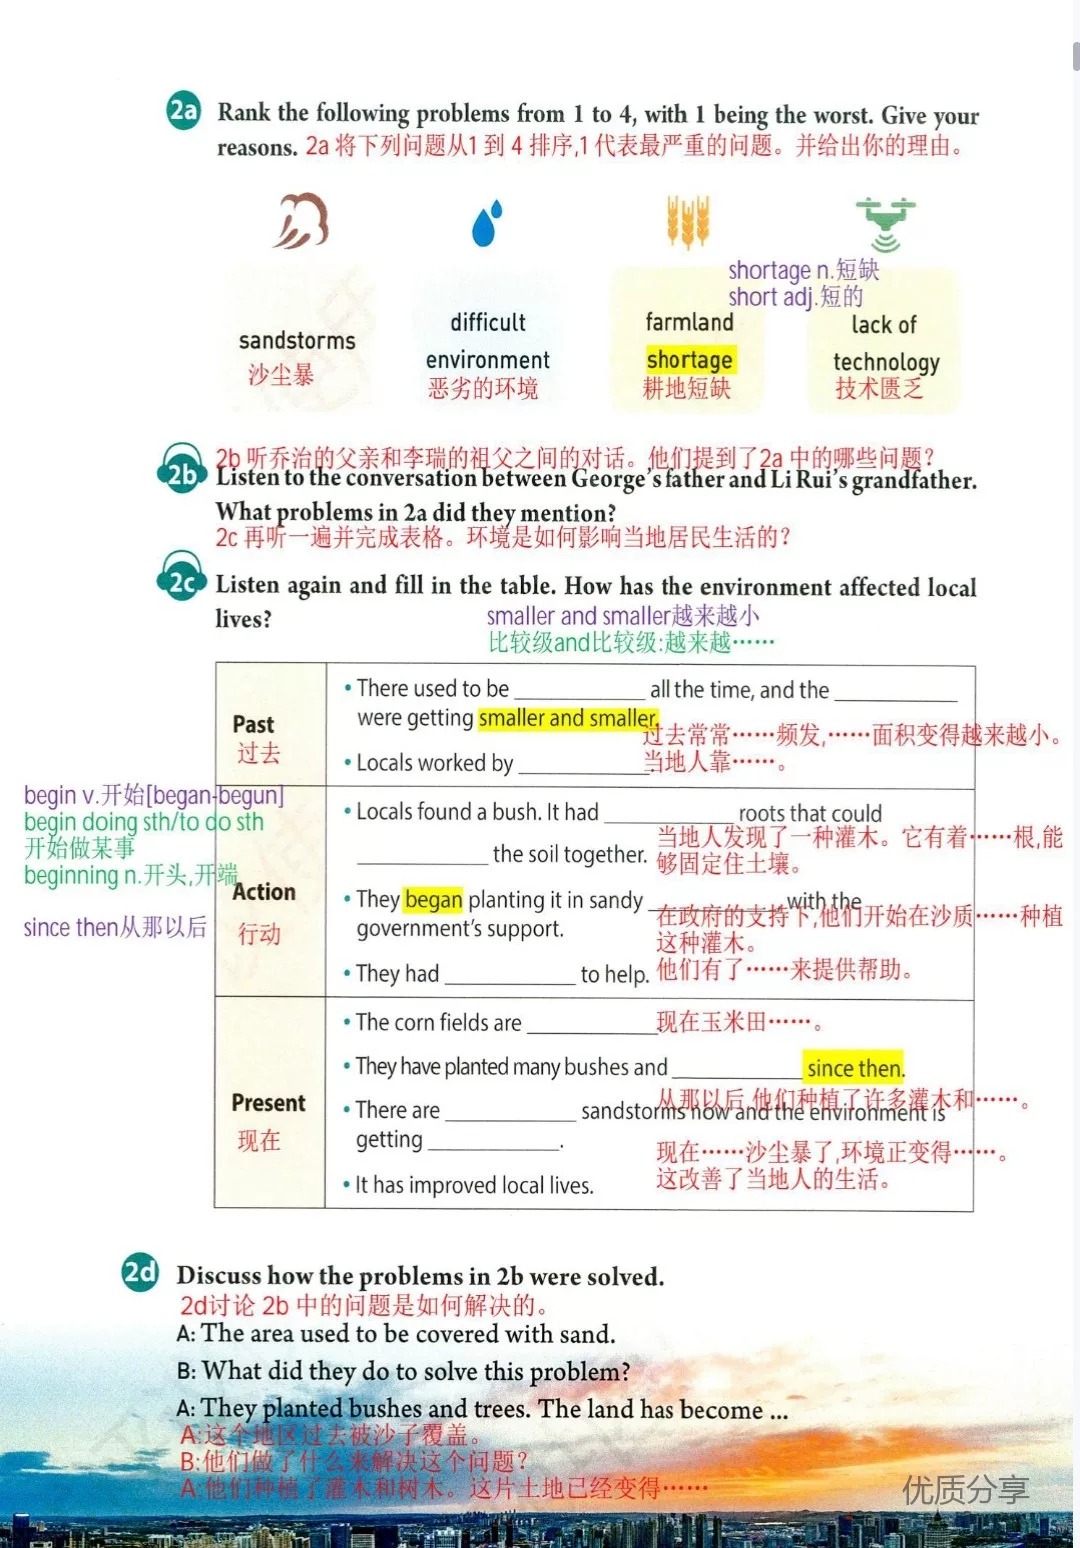 2a Rank the following problems from 1 to 4, with 1 being the worst. Give your
reasons. 2a 将下列问题从1 到 4 排序,1 代表最严重的问题。并给出你的理由。
shortage n.短缺
short adj.短的
sandstorms
沙尘暴
difficult
environment
恶劣的环境
farmland
shortage
耕地短缺
lack of
technology
技术匮乏
2b 听乔治的父亲和李瑞的祖父之间的对话。他们提到了2a 中的哪些问题?
2b Listen to the conversation between George's father and Li Rui's grandfather.
What problems in 2a did they mention?
2c 再听一遍并完成表格。环境是如何影响当地居民生活的?
2c Listen again and fill in the table. How has the environment affected local
lives?
smaller and smaller越来越小
比较级and比较级:越来越……
Past
过去
• There used to be ____________ all the time, and the ____________
were getting smaller and smaller.
过去常常……频发,……面积变得越来越小。
• Locals worked by ____________.
当地人靠……。
begin v.开始[began-begun]
begin doing sth/to do sth
开始做某事
beginning n.开头,开端
since then从那以后
Action
行动
• Locals found a bush. It had ____________ roots that could
____________ the soil together.
当地人发现了一种灌木。它有着……根,能
够固定住土壤。
• They began planting it in sandy ____________ with the
government's support.
在政府的支持下,他们开始在沙质……种植
这种灌木。
• They had ____________ to help.
他们有了……来提供帮助。
Present
现在
• The corn fields are ____________
现在玉米田……。
• They have planted many bushes and ____________ since then.
从那以后,他们种植了许多灌木和……。
• There are ____________ sandstorms now and the environment is
getting ____________.
现在……沙尘暴了,环境正变得……。
• It has improved local lives.
这改善了当地人的生活。
2d Discuss how the problems in 2b were solved.
2d讨论 2b 中的问题是如何解决的。
A: The area used to be covered with sand.
B: What did they do to solve this problem?
A: They planted bushes and trees. The land has become ...
A:这个地区过去被沙子覆盖。
B:他们做了什么来解决这个问题?
A:他们种植了灌木和树木。这片土地已经变得……
优质分享